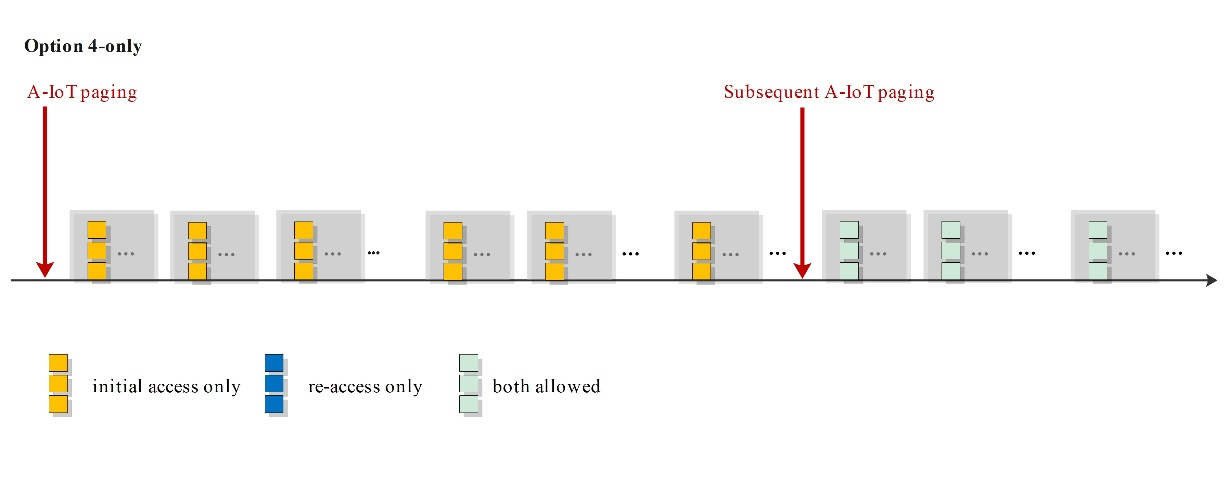 Option 4-only
A-IoT paging
Subsequent A-IoT paging
... ... ... ... ... ... ... ... ... ... ... ... ... ...
initial access only
re-access only
both allowed